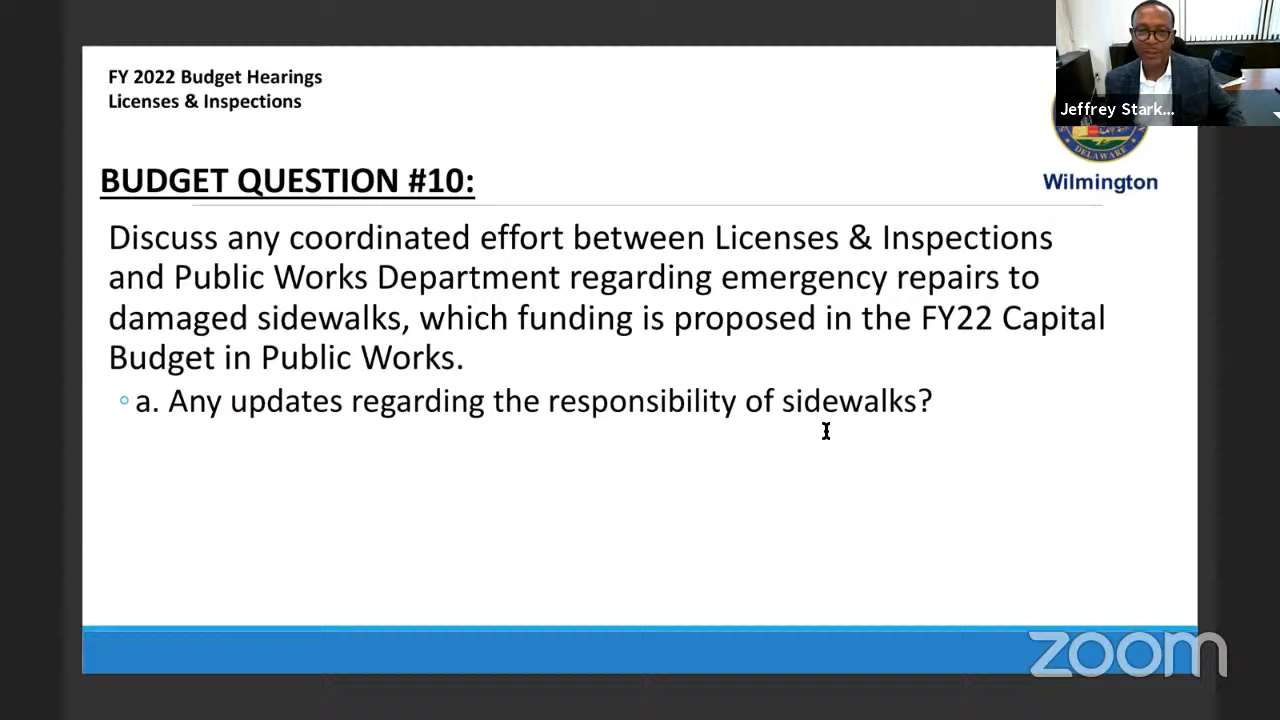 FY 2022 Budget Hearings
Licenses & Inspections
Jeffrey Stark...
DELAWARE
Wilmington
BUDGET QUESTION #10:
Discuss any coordinated effort between Licenses & Inspections
and Public Works Department regarding emergency repairs to
damaged sidewalks, which funding is proposed in the FY22 Capital
Budget in Public Works.
a. Any updates regarding the responsibility of sidewalks?
zoom